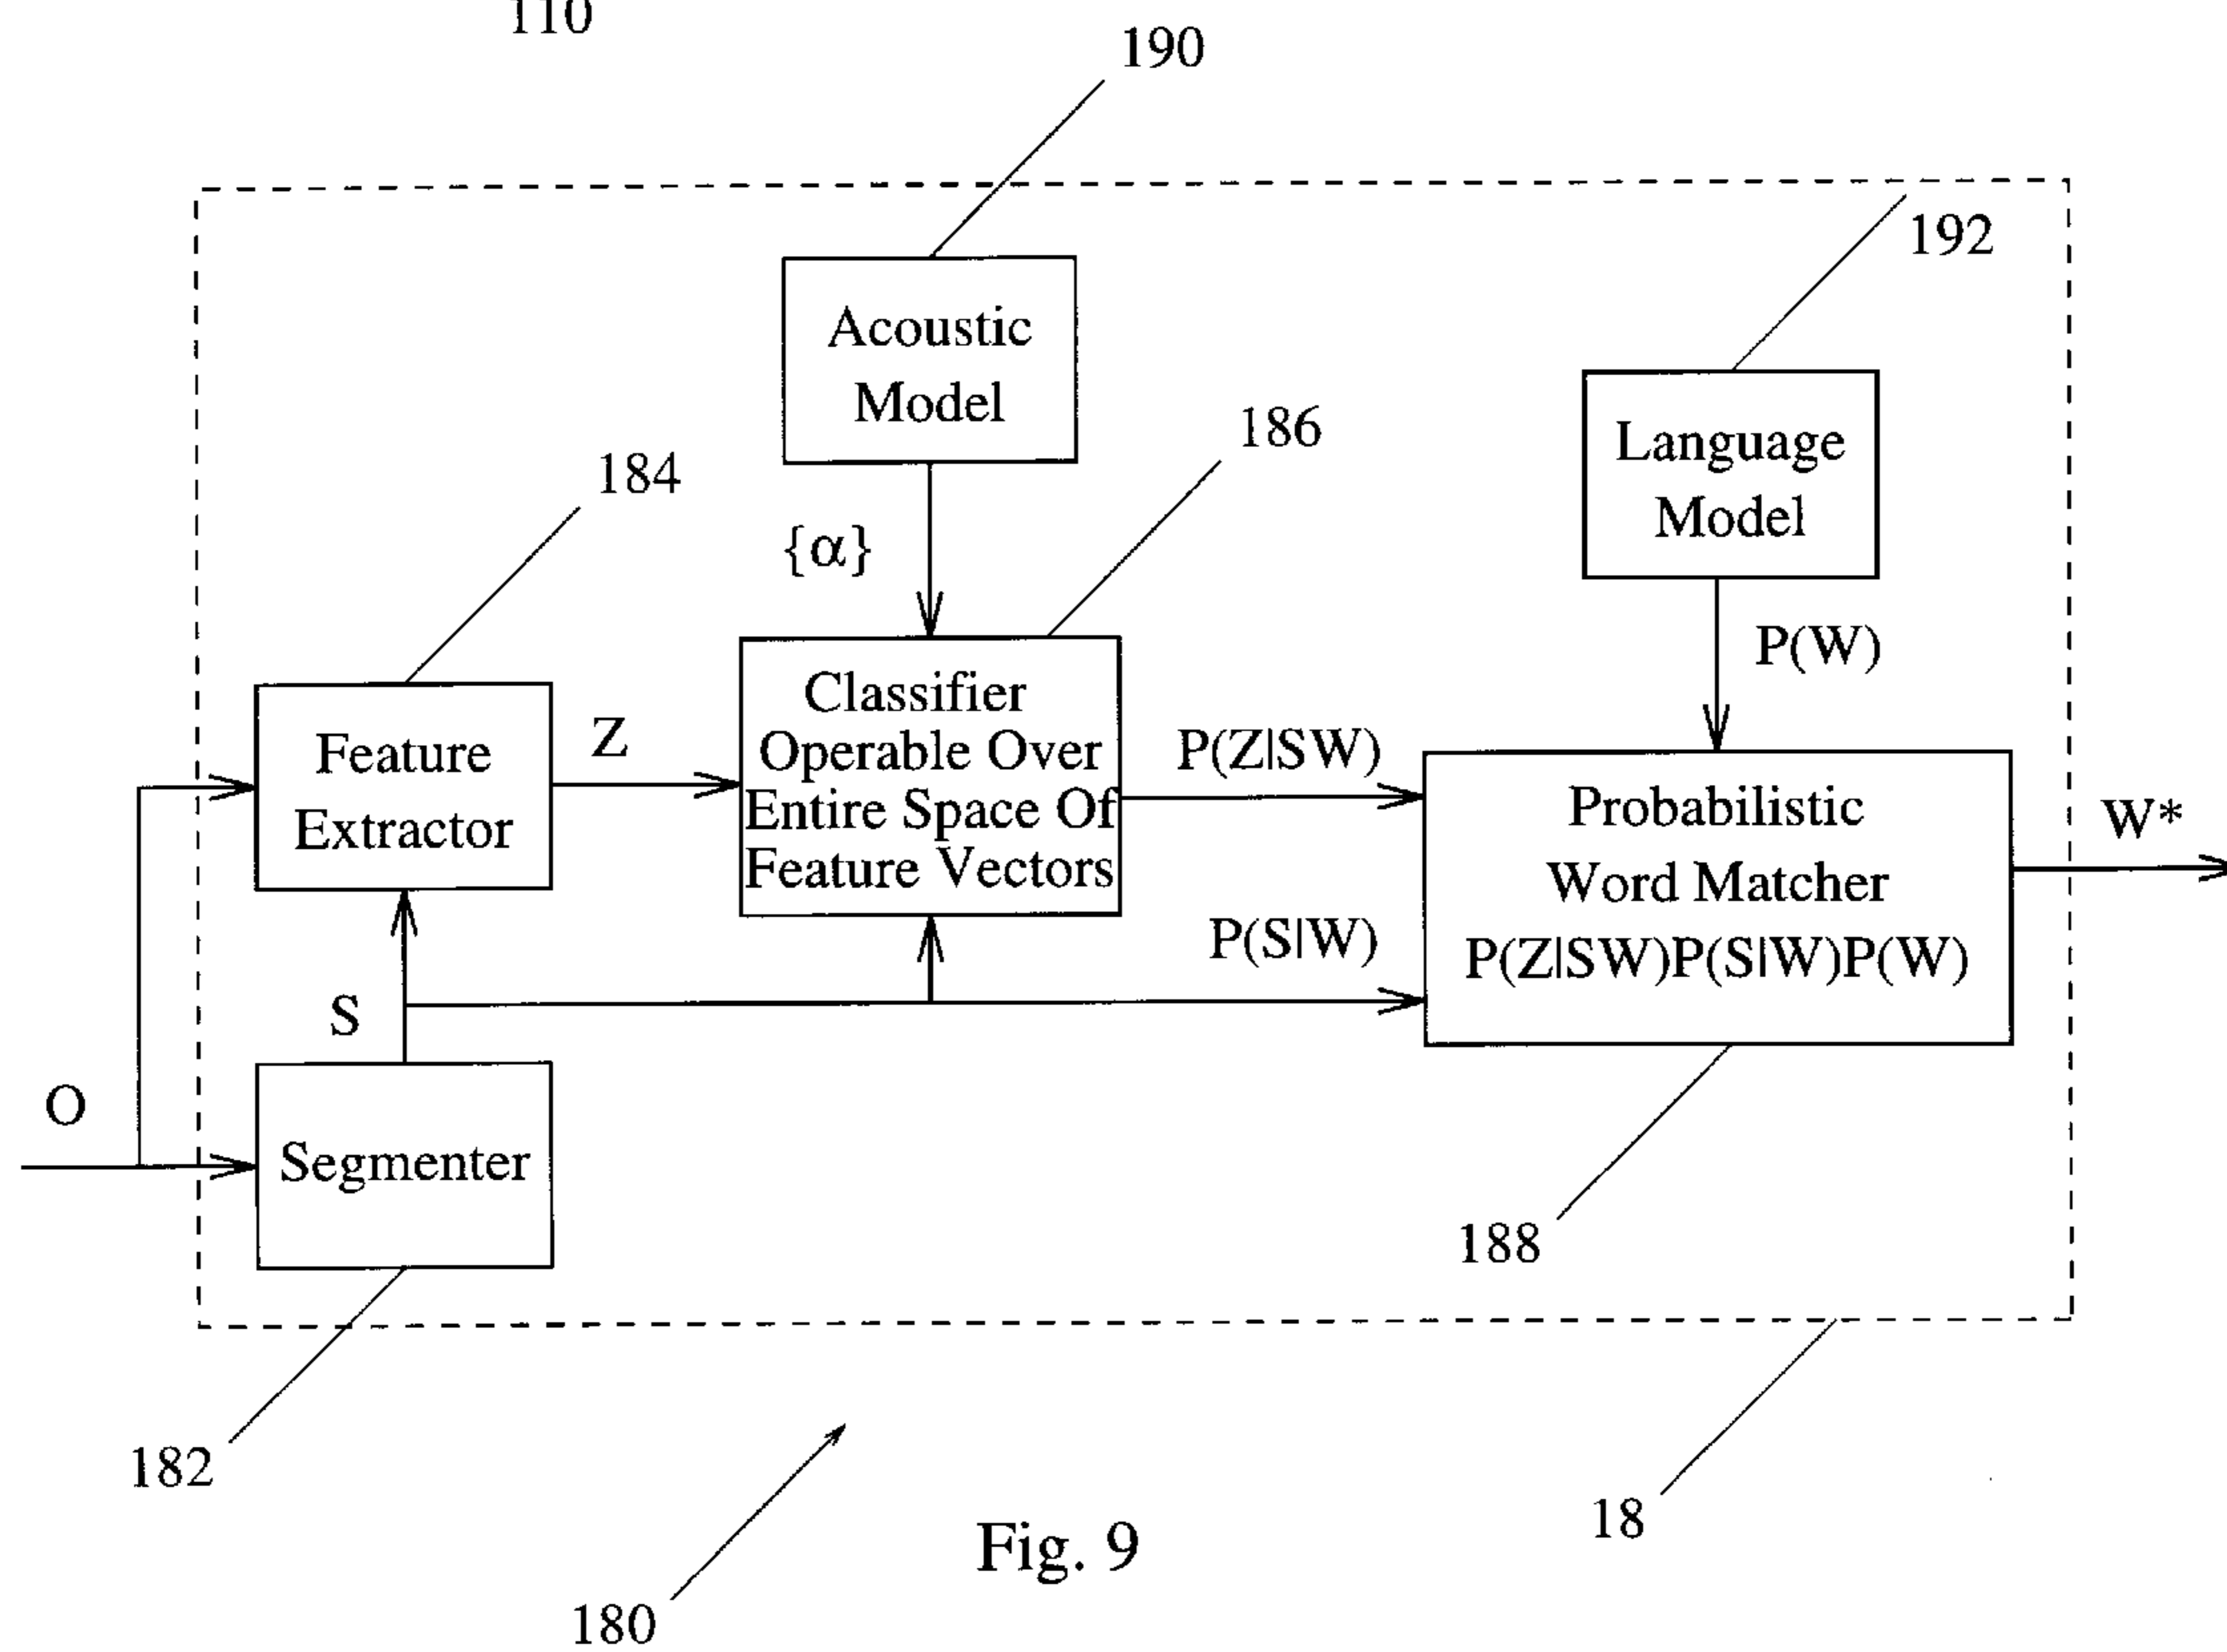 110
190
192
Acoustic
Model
186
Language
Model
184
{α}
P(W)
Classifier
Operable Over
Entire Space Of
Feature Vectors
Z
P(Z|SW)
Feature
Extractor
Probabilistic
Word Matcher
P(Z|SW)P(S|W)P(W)
W*
P(S|W)
S
O
Segmenter
188
182
18
Fig. 9
180